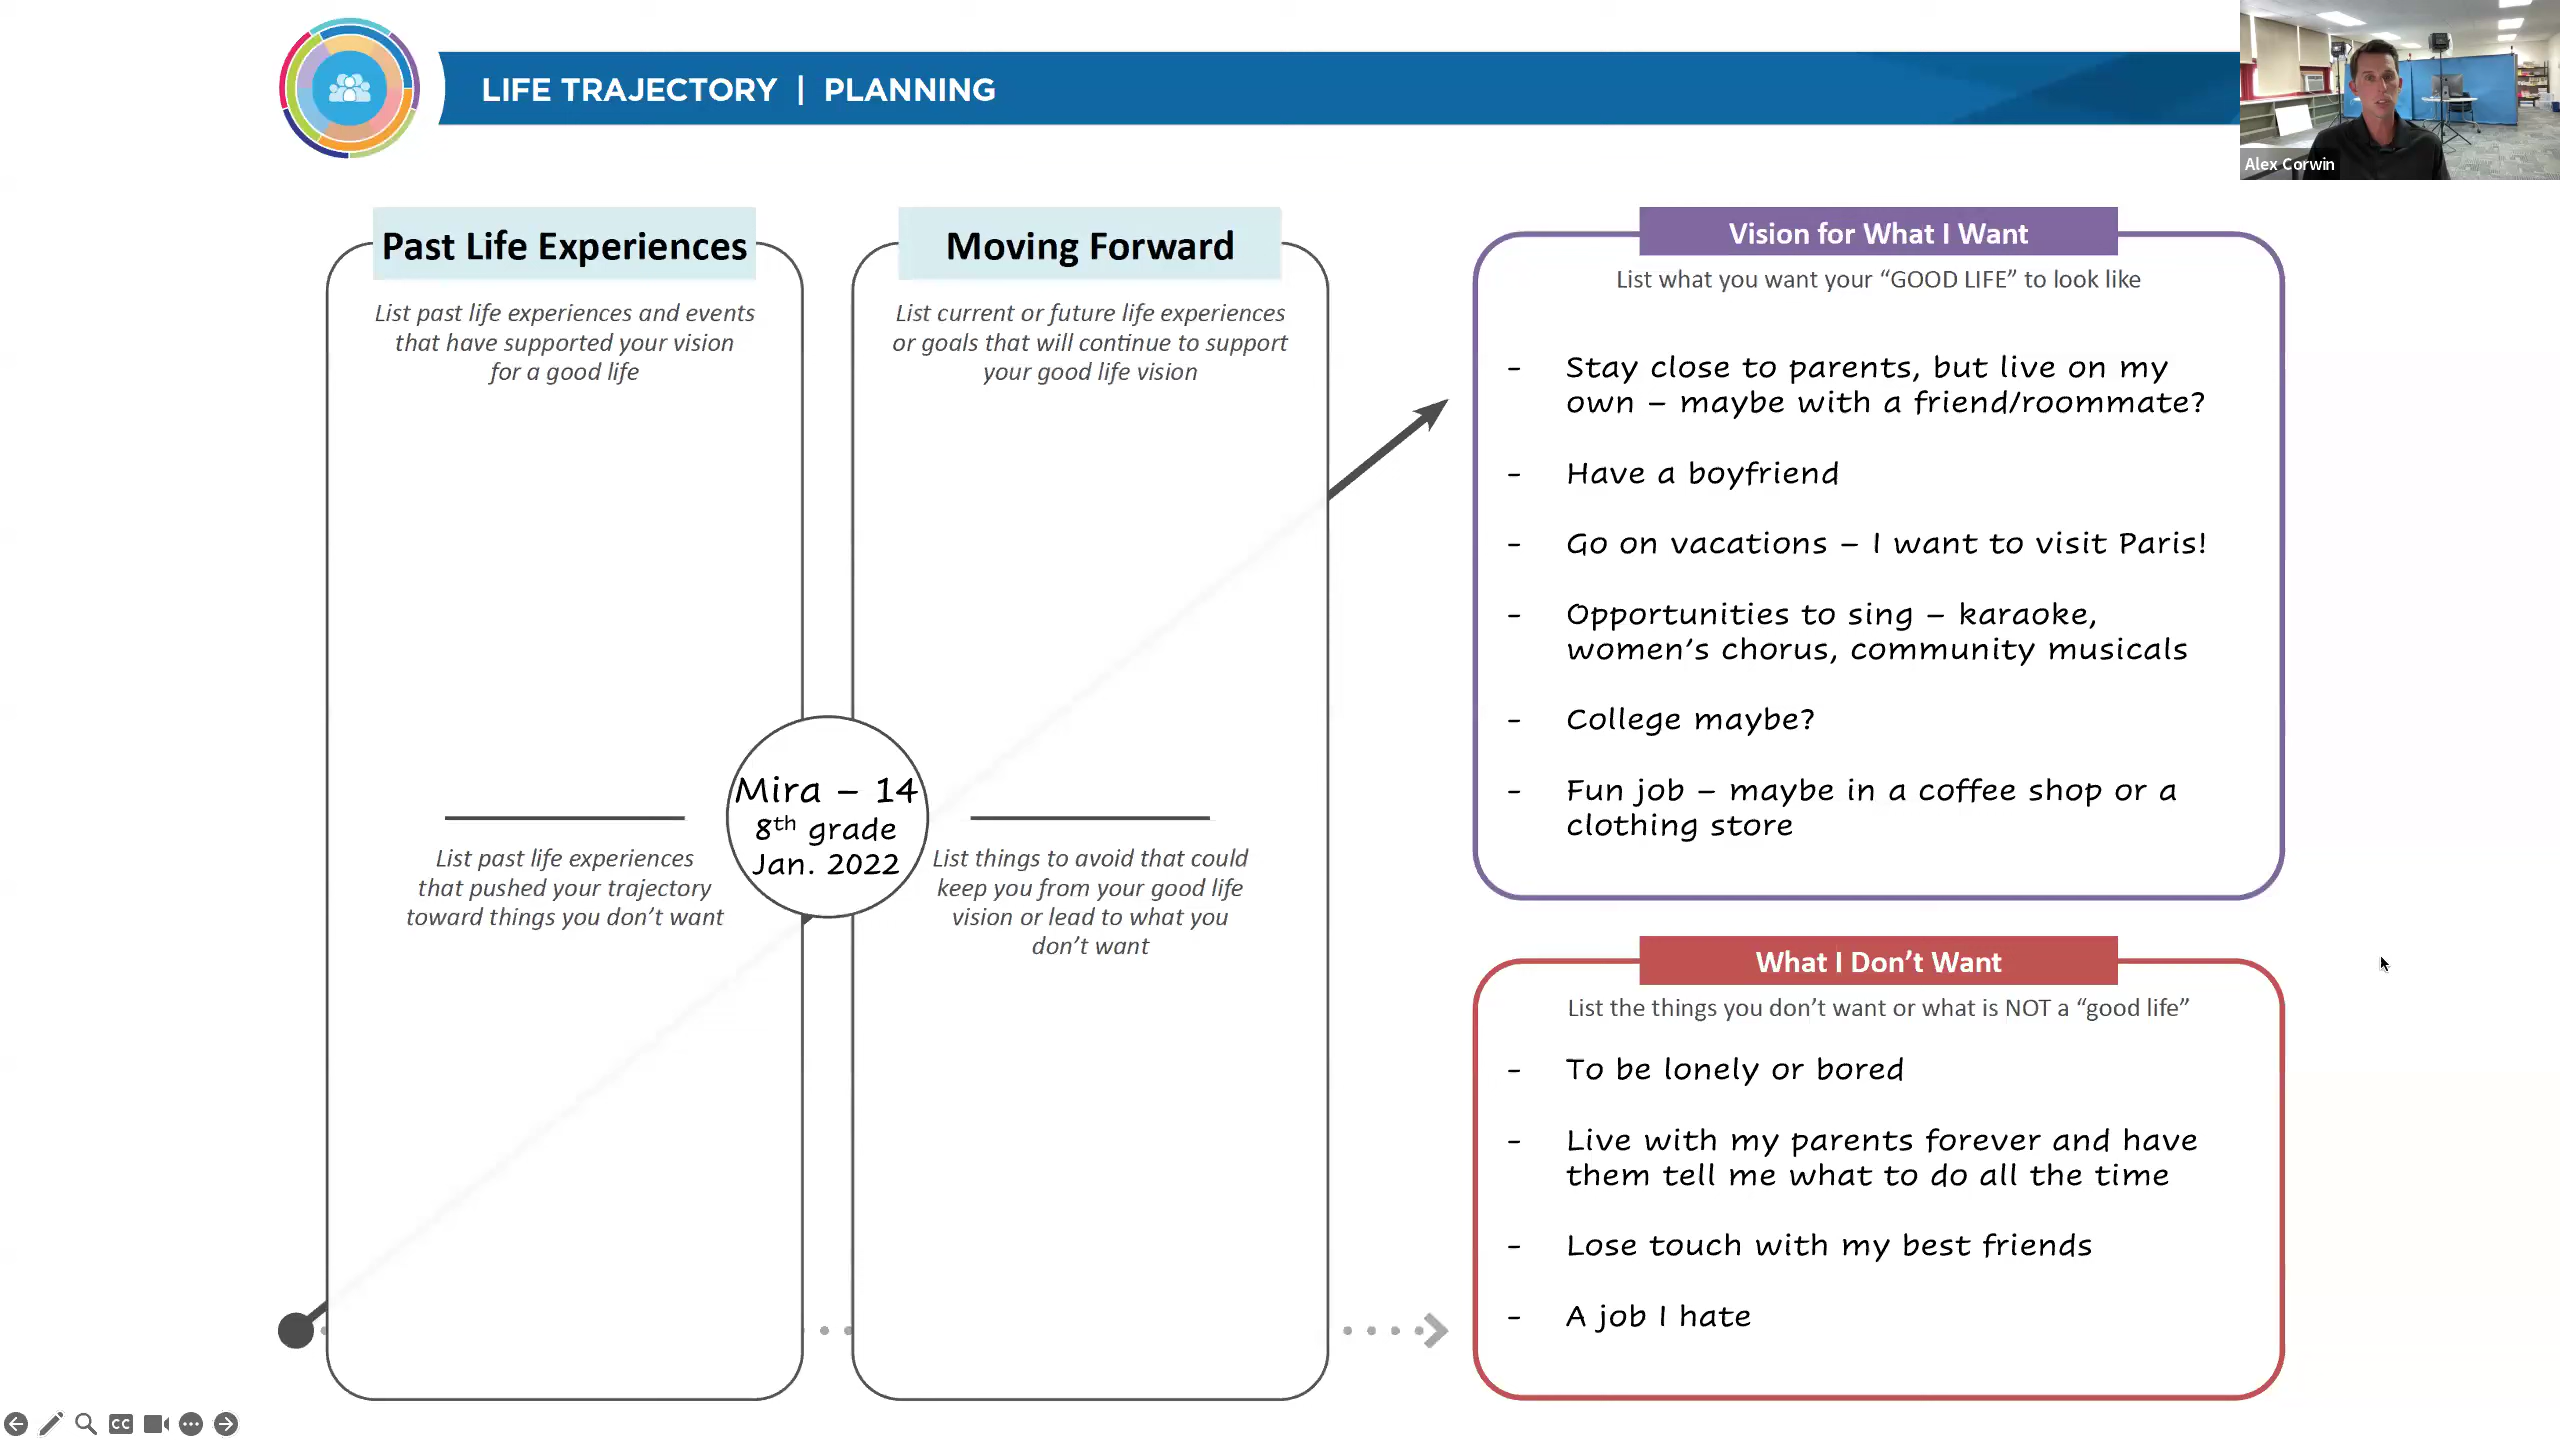 LIFE TRAJECTORY | PLANNING
Alex Corwin
Past Life Experiences
List past life experiences and events
that have supported your vision
for a good life
List past life experiences
that pushed your trajectory
toward things you don't want
Mira – 14
8th grade
Jan. 2022
Moving Forward
List current or future life experiences
or goals that will continue to support
your good life vision
List things to avoid that could
keep you from your good life
vision or lead to what you
don't want
Vision for What I Want
List what you want your “GOOD LIFE” to look like
- Stay close to parents, but live on my
own – maybe with a friend/roommate?
- Have a boyfriend
- Go on vacations – I want to visit Paris!
- Opportunities to sing – karaoke,
women's chorus, community musicals
- College maybe?
- Fun job – maybe in a coffee shop or a
clothing store
What I Don't Want
List the things you don't want or what is NOT a “good life”
- To be lonely or bored
- Live with my parents forever and have
them tell me what to do all the time
- Lose touch with my best friends
- A job I hate
CC